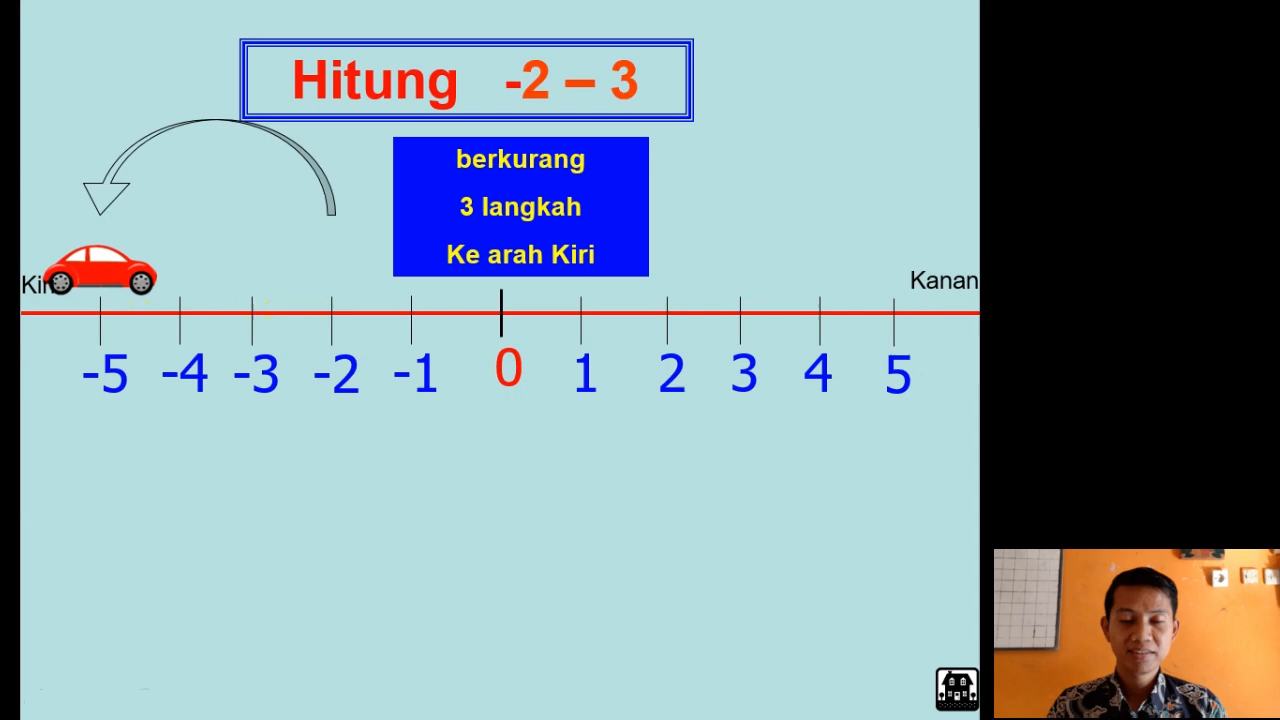 Hitung -2 – 3
berkurang
3 langkah
Ke arah Kiri
Kanan
-5 -4 -3 -2 -1 0 1 2 3 4 5